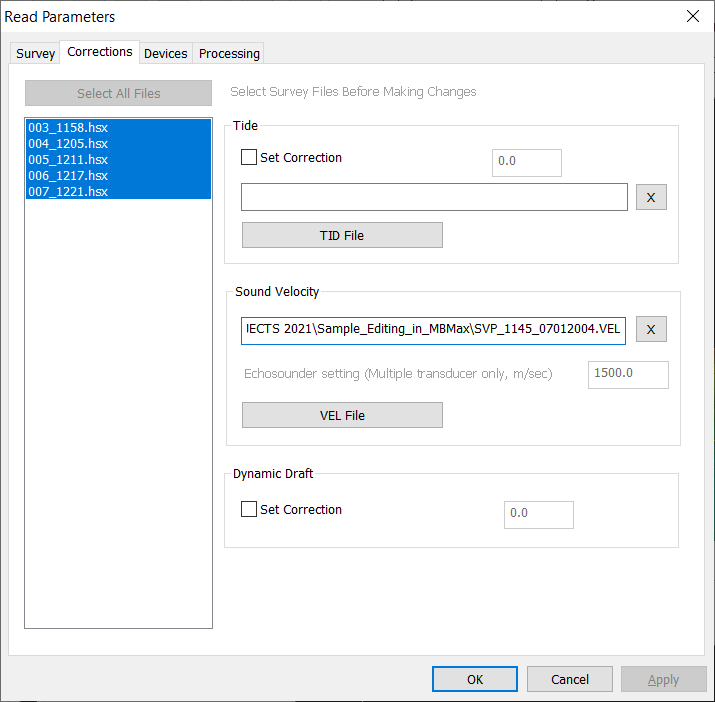 Read Parameters
Survey Corrections Devices Processing
Select All Files
Select Survey Files Before Making Changes
003_1158.hsx
004_1205.hsx
005_1211.hsx
006_1217.hsx
007_1221.hsx
Tide
Set Correction 0.0
X
TID File
Sound Velocity
IECTS 2021\Sample_Editing_in_MBMax\SVP_1145_07012004.VEL X
Echosounder setting (Multiple transducer only, m/sec) 1500.0
VEL File
Dynamic Draft
Set Correction 0.0
OK Cancel Apply